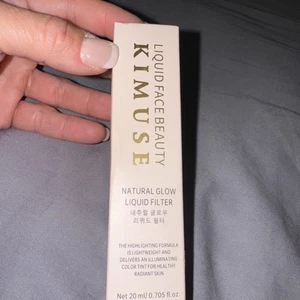 LIQUID FACE BEAUTY
KIMUSE
NATURAL GLOW
LIQUID FILTER
내추럴 글로우
리퀴드 필터
THE HIGHLIGHTING FORMULA
IS LIGHTWEIGHT AND
DELIVERS AN ILLUMINATING
COLOR TINT FOR HEALTHY
RADIANT SKIN.
Net 20 ml/ 0.705 fl.oz.